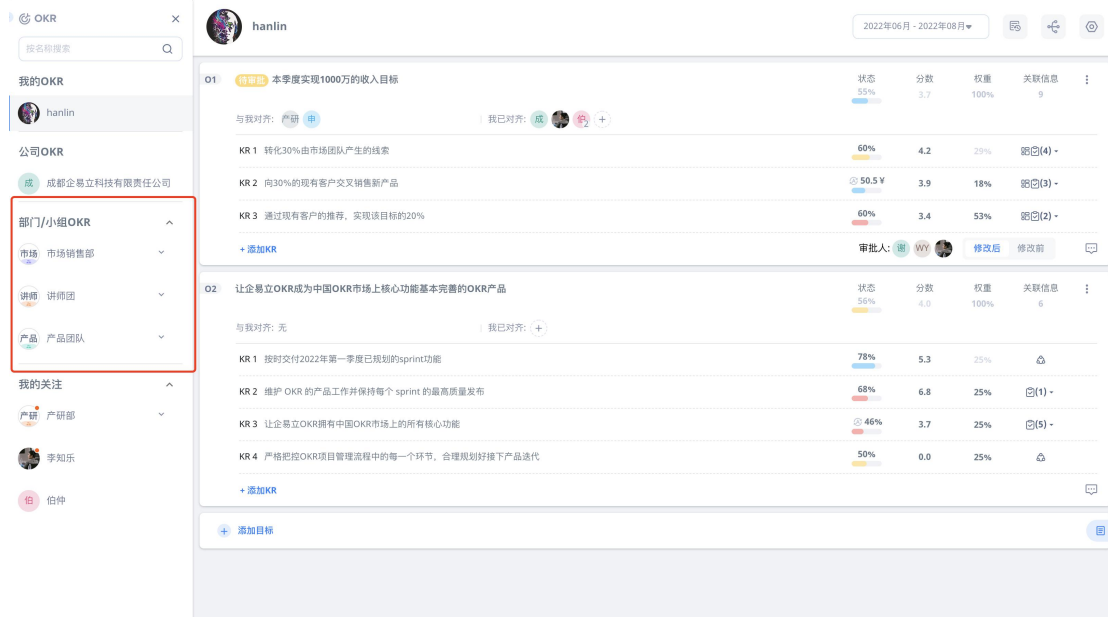 OKR
按名称搜索
我的OKR
hanlin
公司OKR
成 成都企易立科技有限责任公司
部门/小组OKR
市场 市场销售部
讲师 讲师团
产品 产品团队
我的关注
产研 产研部
李知乐
伯 伯仲
hanlin
2022年06月 - 2022年08月
O1 待审批 本季度实现1000万的收入目标 状态 55% 分数 3.7 权重 100% 关联信息 9
与我对齐: 产研 申 我已对齐: 成 伯 2 +
KR 1 转化30%由市场团队产生的线索 60% 4.2 29% (4)
KR 2 向30%的现有客户交叉销售新产品 50.5 ¥ 3.9 18% (3)
KR 3 通过现有客户的推荐，实现该目标的20% 60% 3.4 53% (2)
+ 添加KR 审批人: 谢 WY 修改后 修改前
O2 让企易立OKR成为中国OKR市场上核心功能基本完善的OKR产品 状态 56% 分数 4.0 权重 100% 关联信息 6
与我对齐: 无 我已对齐: +
KR 1 按时交付2022年第一季度已规划的sprint功能 78% 5.3 25%
KR 2 维护 OKR 的产品工作并保持每个 sprint 的最高质量发布 68% 6.8 25% (1)
KR 3 让企易立OKR拥有中国OKR市场上的所有核心功能 46% 3.7 25% (5)
KR 4 严格把控OKR项目管理流程中的每一个环节，合理规划好接下产品迭代 50% 0.0 25%
+ 添加KR
+ 添加目标